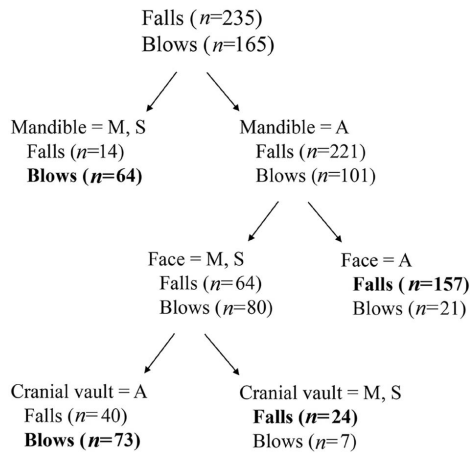 Falls (n=235)
Blows (n=165)
Mandible = M, S
Falls (n=14)
Blows (n=64)
Mandible = A
Falls (n=221)
Blows (n=101)
Face = M, S
Falls (n=64)
Blows (n=80)
Face = A
Falls (n=157)
Blows (n=21)
Cranial vault = A
Falls (n=40)
Blows (n=73)
Cranial vault = M, S
Falls (n=24)
Blows (n=7)